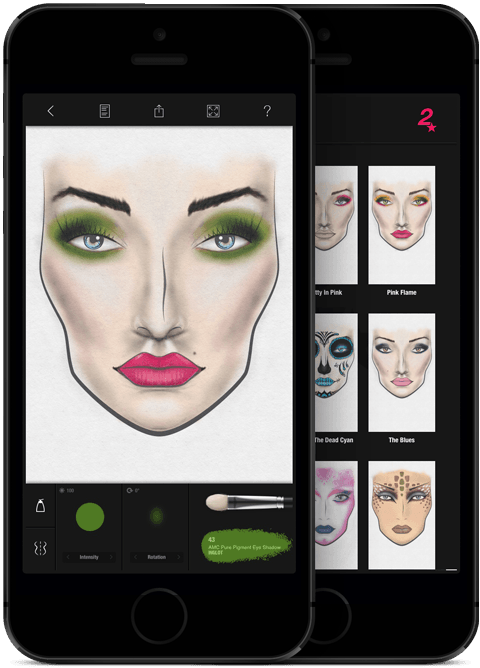 ?
100
0°
Intensity
Rotation
43
AMC Pure Pigment Eye Shadow
INGLOT
2
tty In Pink
Pink Flame
The Dead Cyan
The Blues